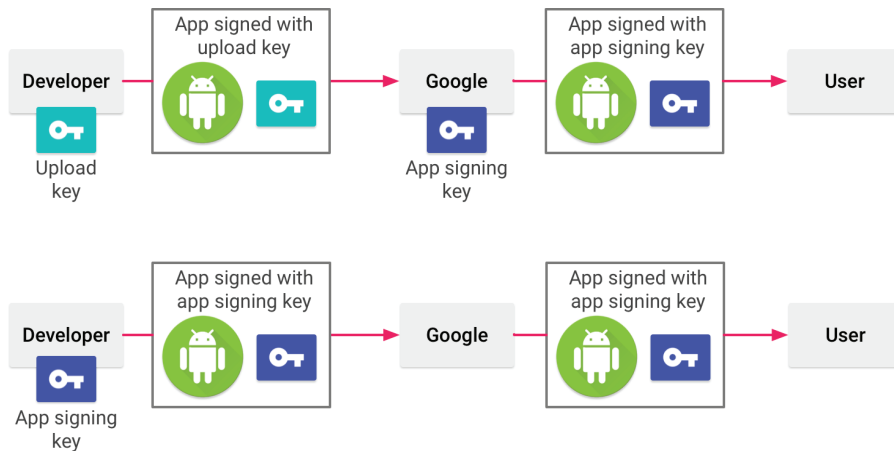 App signed with
upload key
App signed with
app signing key
Developer
Google
User
Upload
key
App signing
key
App signed with
app signing key
App signed with
app signing key
Developer
Google
User
App signing
key